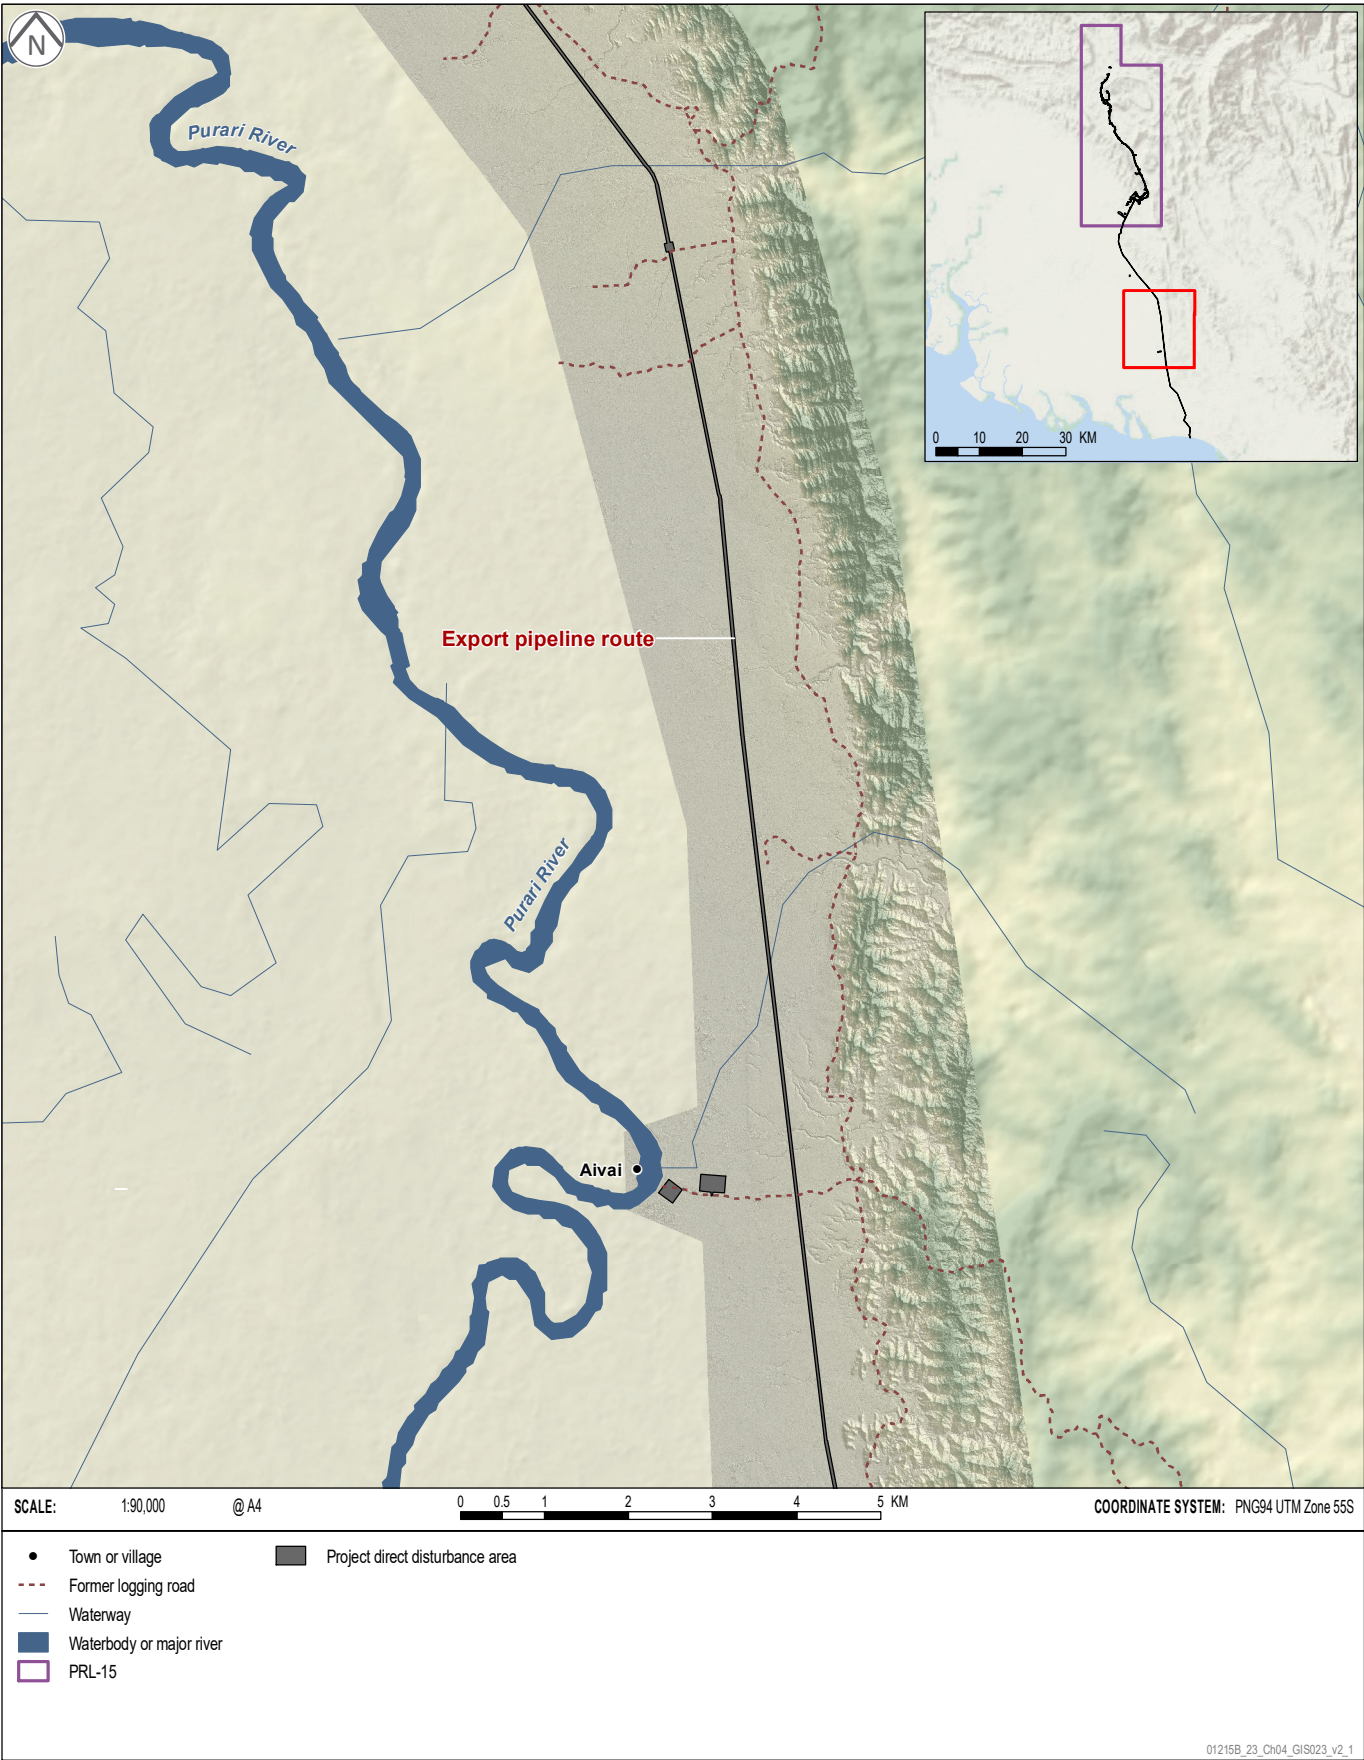 N
Purari River
0 10 20 30 KM
Export pipeline route
Purari River
Aivai
SCALE: 1:90,000 @ A4
0 0.5 1 2 3 4 5 KM
COORDINATE SYSTEM: PNG94 UTM Zone 55S
Town or village
Project direct disturbance area
Former logging road
Waterway
Waterbody or major river
PRL-15
01215B_23_Ch04_GIS023_v2_1